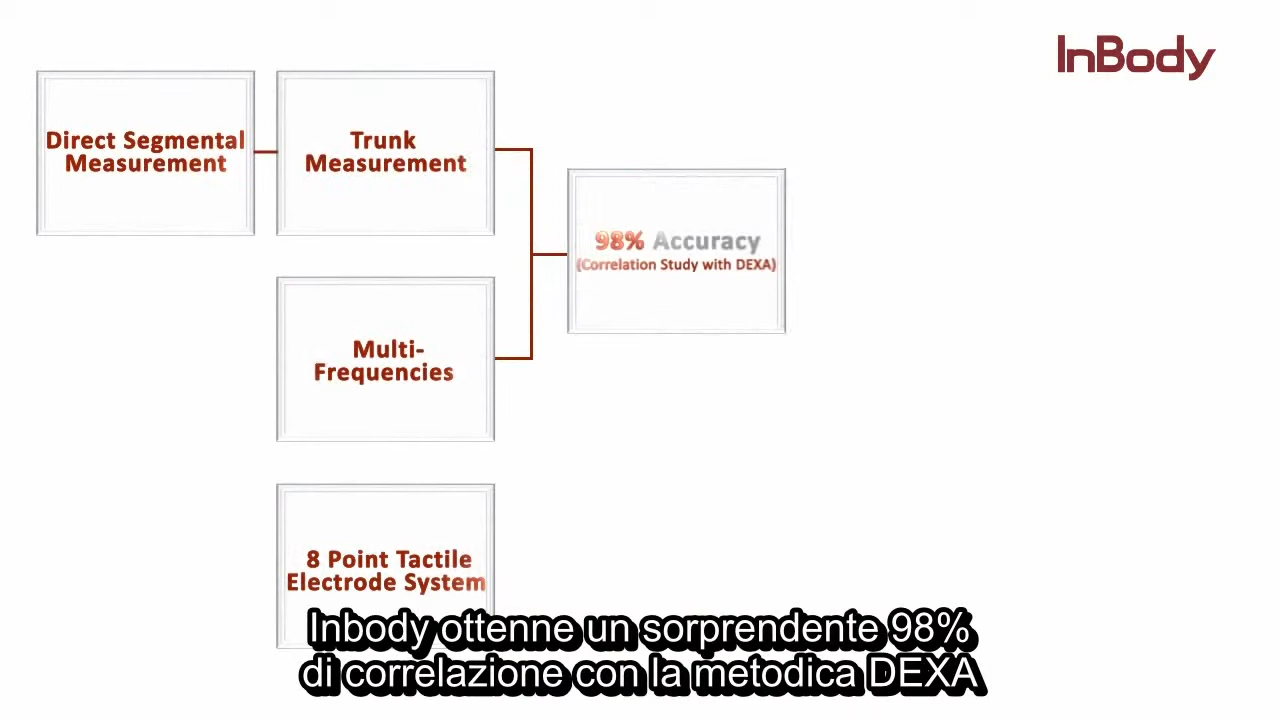 InBody
Direct Segmental
Measurement
Trunk
Measurement
98% Accuracy
(Correlation Study with DEXA)
Multi-
Frequencies
8 Point Tactile
Electrode System
Inbody ottenne un sorprendente 98%
di correlazione con la metodica DEXA